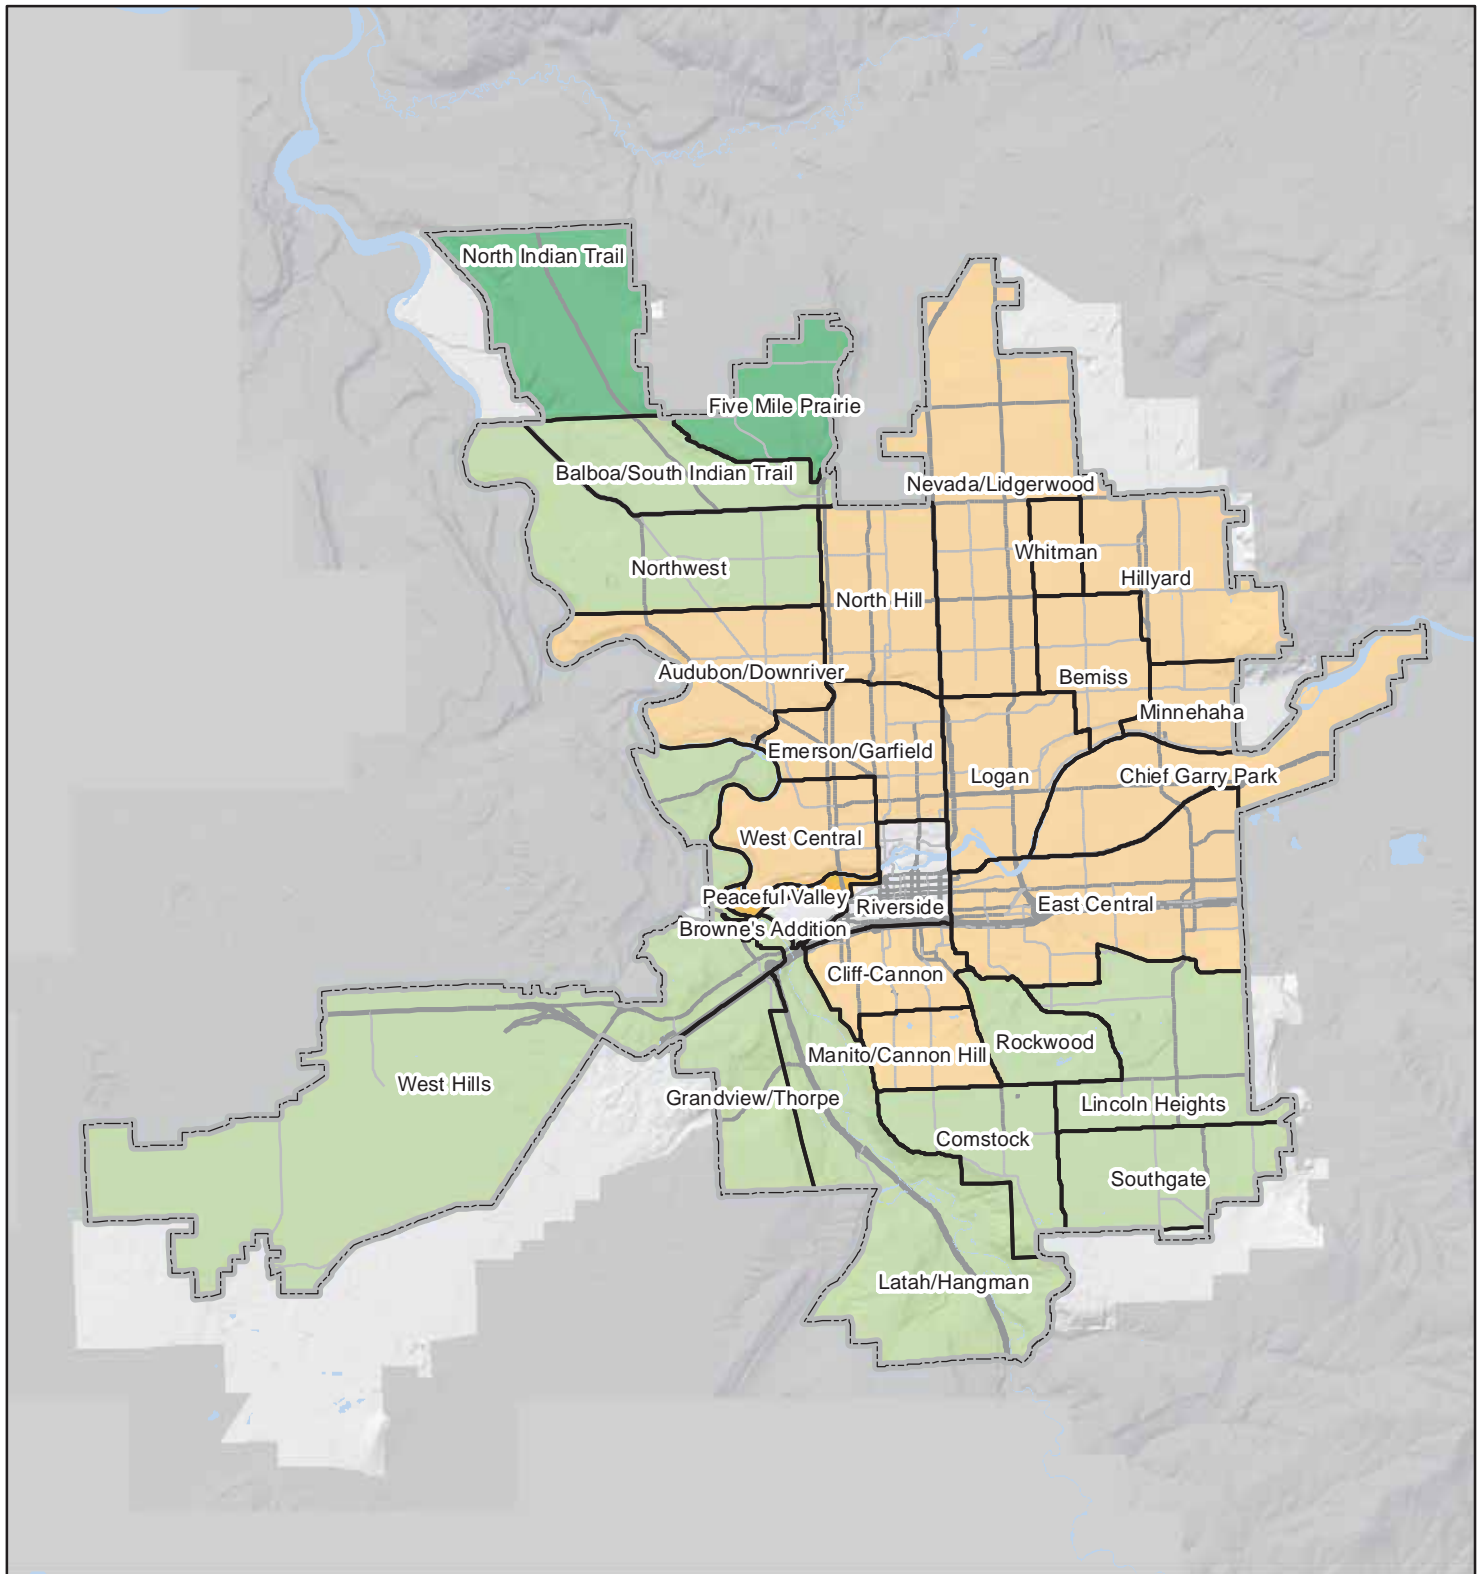 North Indian Trail
Five Mile Prairie
Balboa/South Indian Trail
Nevada/Lidgerwood
Whitman
Northwest
Hillyard
North Hill
Audubon/Downriver
Bemiss
Minnehaha
Emerson/Garfield
Logan
Chief Garry Park
West Central
Peaceful Valley
Riverside
East Central
Browne's Addition
Cliff-Cannon
Rockwood
Manito/Cannon Hill
West Hills
Grandview/Thorpe
Lincoln Heights
Comstock
Southgate
Latah/Hangman